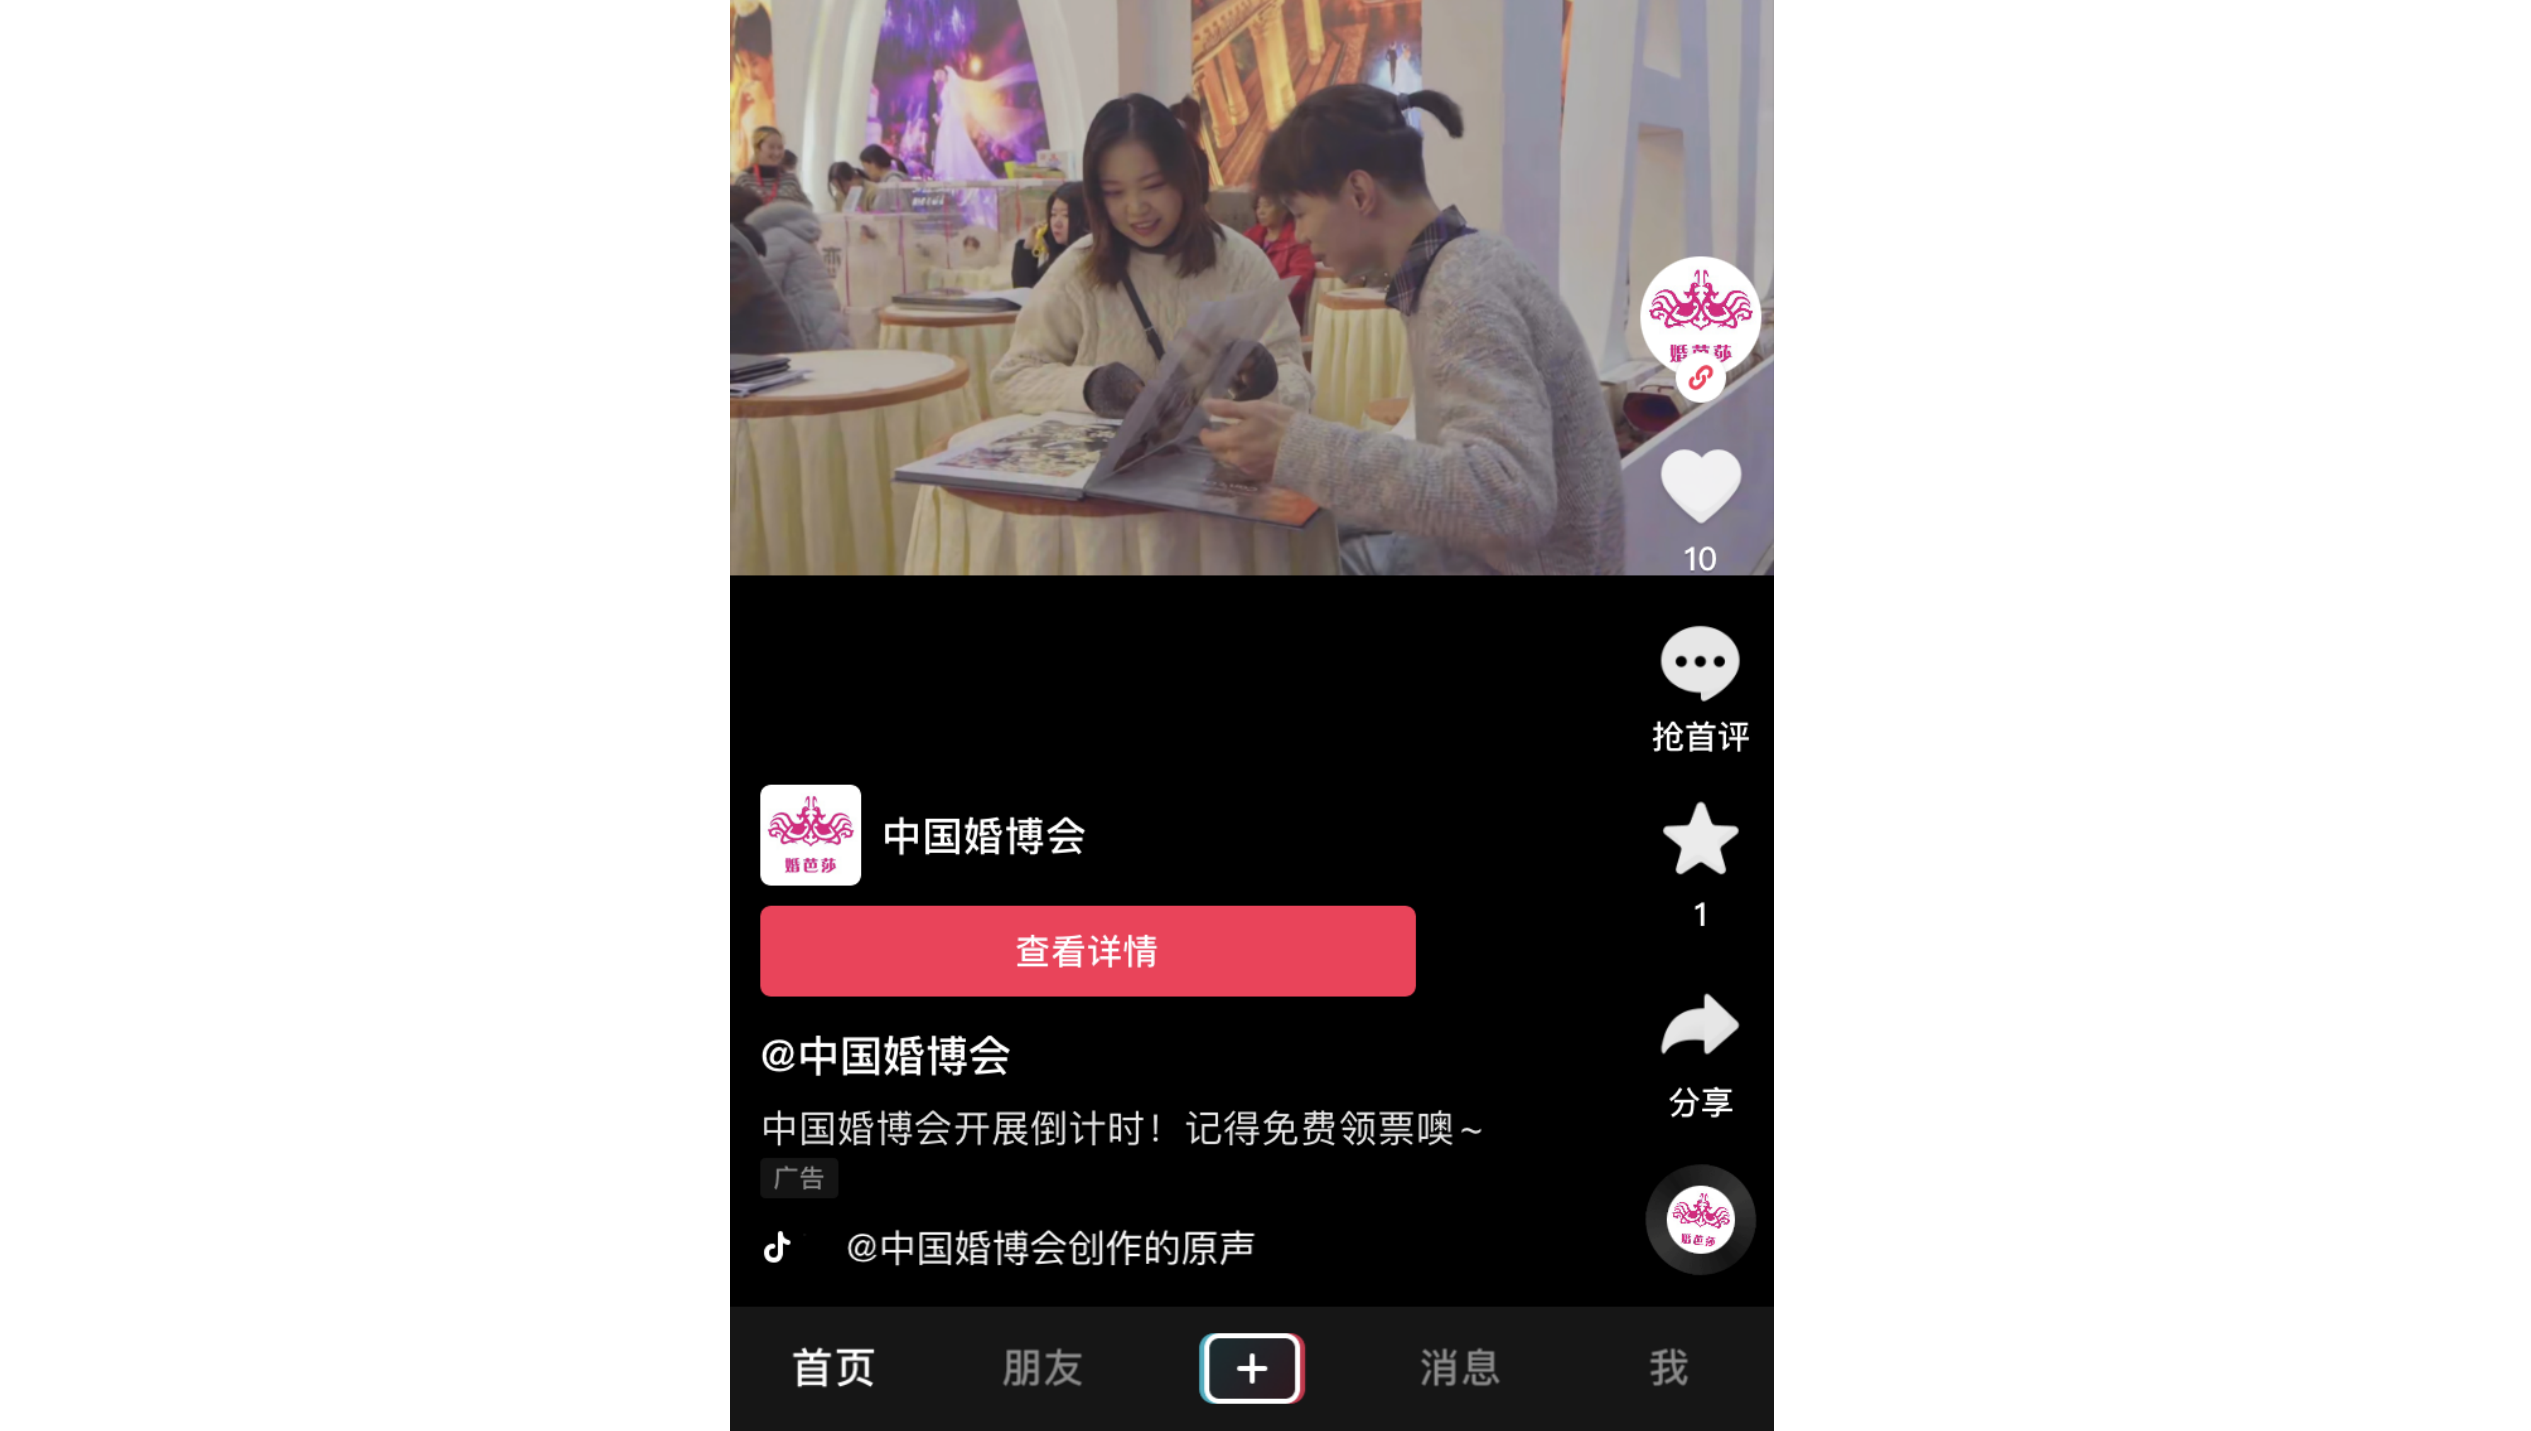 婚芭莎
10
抢首评
中国婚博会
婚芭莎
1
查看详情
@中国婚博会
分享
中国婚博会开展倒计时！记得免费领票噢~
广告
@中国婚博会创作的原声
婚芭莎
首页
朋友
消息
我